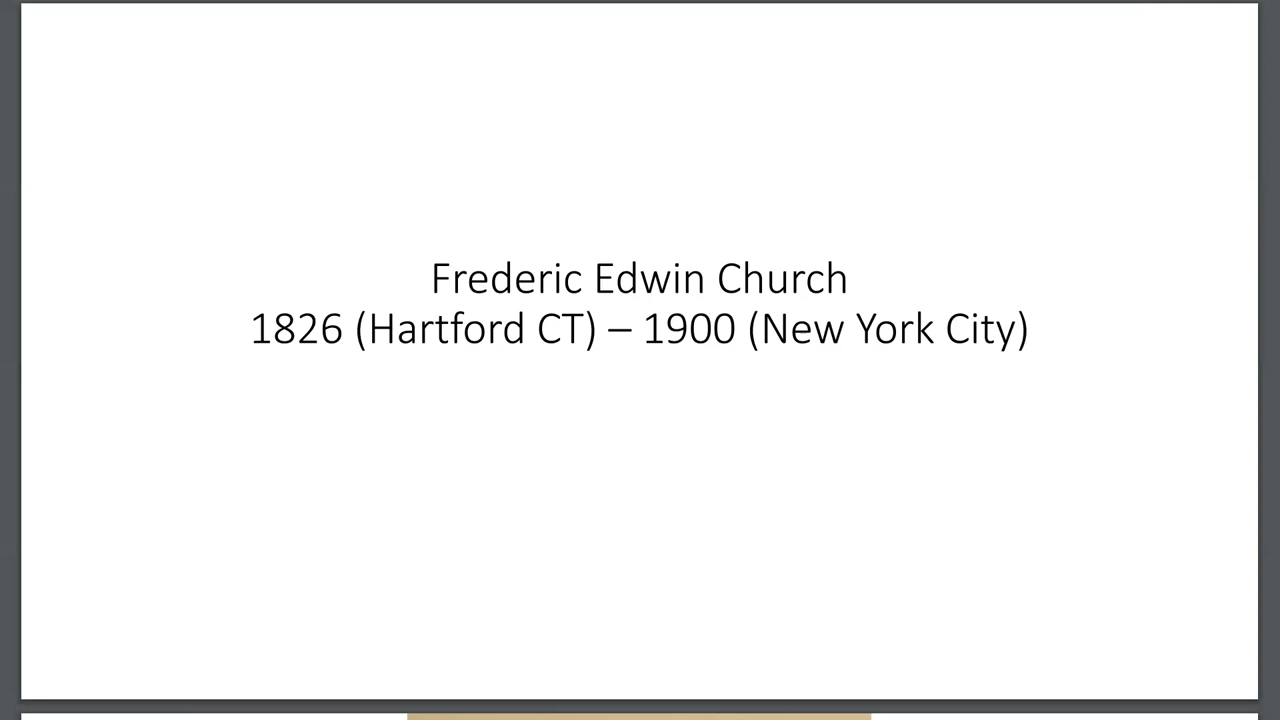 Frederic Edwin Church
1826 (Hartford CT) – 1900 (New York City)